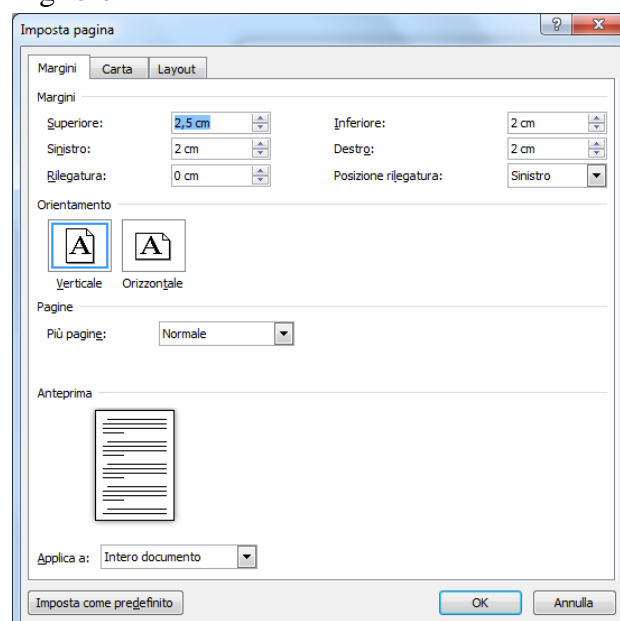 Imposta pagina
Margini Carta Layout
Margini
Superiore: 2,5 cm Inferiore: 2 cm
Sinistro: 2 cm Destro: 2 cm
Rilegatura: 0 cm Posizione rilegatura: Sinistro
Orientamento
A A
Verticale Orizzontale
Pagine
Più pagine: Normale
Anteprima
Applica a: Intero documento
Imposta come predefinito OK Annulla